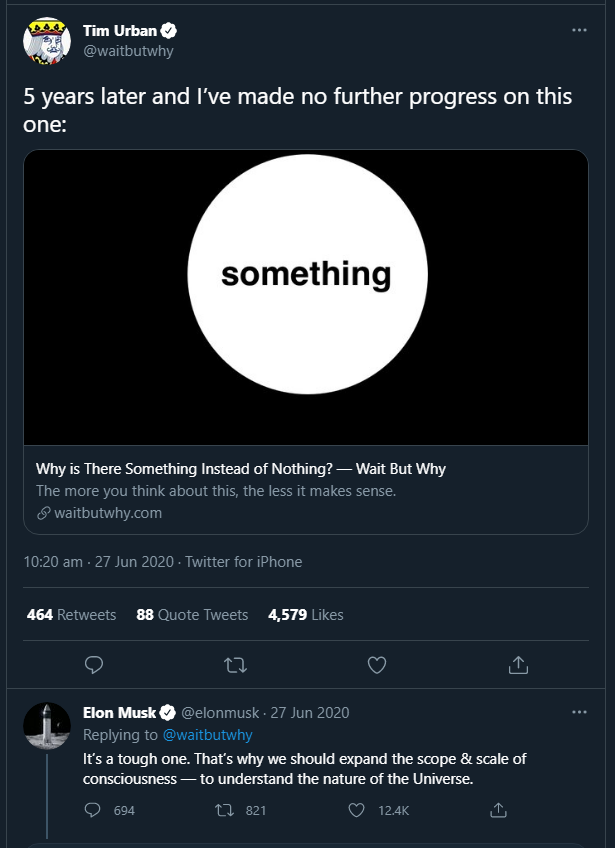 Tim Urban
@waitbutwhy
5 years later and I've made no further progress on this
one:
something
Why is There Something Instead of Nothing? — Wait But Why
The more you think about this, the less it makes sense.
waitbutwhy.com
10:20 am · 27 Jun 2020 · Twitter for iPhone
464 Retweets 88 Quote Tweets 4,579 Likes
Elon Musk @elonmusk · 27 Jun 2020
Replying to @waitbutwhy
It's a tough one. That's why we should expand the scope & scale of
consciousness — to understand the nature of the Universe.
694 821 12.4K